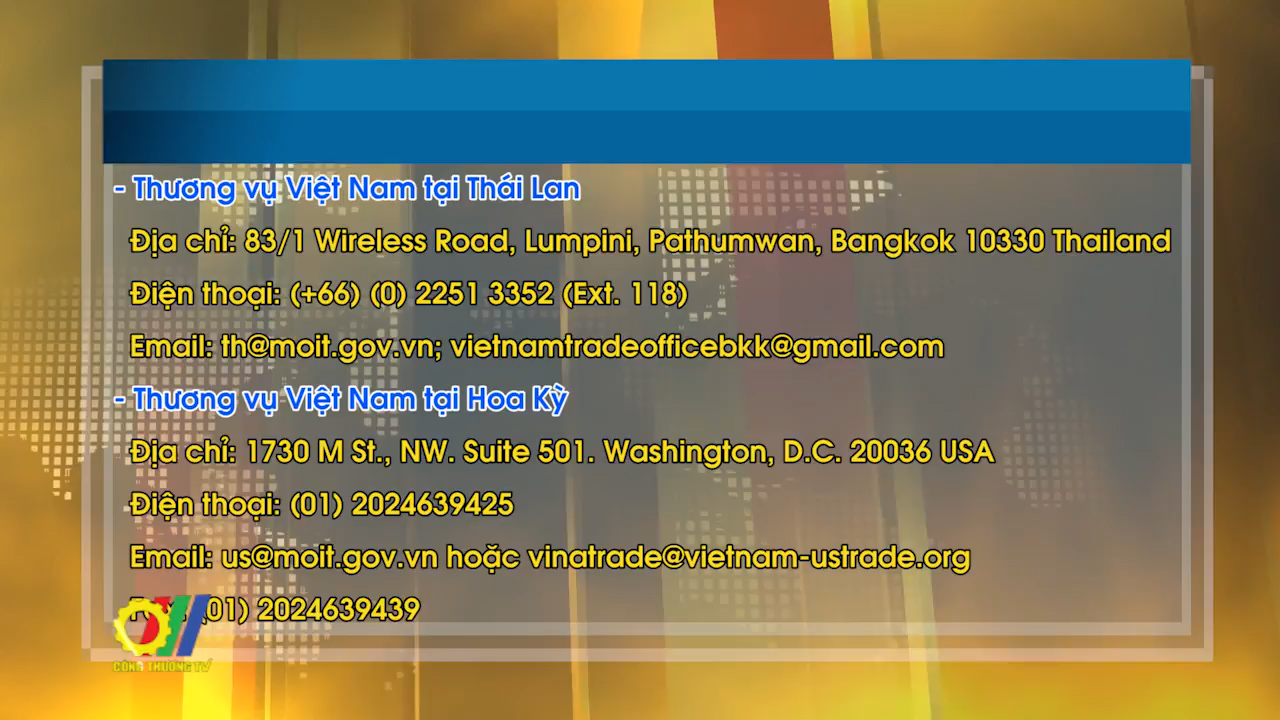 - Thương vụ Việt Nam tại Thái Lan
Địa chỉ: 83/1 Wireless Road, Lumpini, Pathumwan, Bangkok 10330 Thailand
Điện thoại: (+66) (0) 2251 3352 (Ext. 118)
Email: th@moit.gov.vn; vietnamtradeofficebkk@gmail.com
- Thương vụ Việt Nam tại Hoa Kỳ
Địa chỉ: 1730 M St., NW. Suite 501. Washington, D.C. 20036 USA
Điện thoại: (01) 2024639425
Email: us@moit.gov.vn hoặc vinatrade@vietnam-ustrade.org
(01) 2024639439
CÔNG THƯƠNG TV